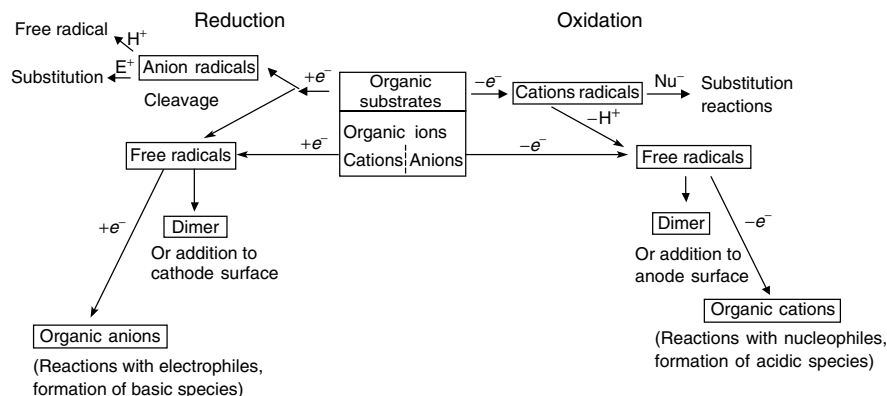 Reduction
Oxidation
Free radical
H⁺
Substitution
E⁺
Anion radicals
Cleavage
+e⁻
Organic
substrates
Organic ions
Cations Anions
−e⁻
Cations radicals
Nu⁻
Substitution
reactions
−H⁺
Free radicals
+e⁻
−e⁻
Free radicals
+e⁻
Dimer
Or addition to
cathode surface
Dimer
Or addition to
anode surface
−e⁻
Organic anions
(Reactions with electrophiles,
formation of basic species)
Organic cations
(Reactions with nucleophiles,
formation of acidic species)